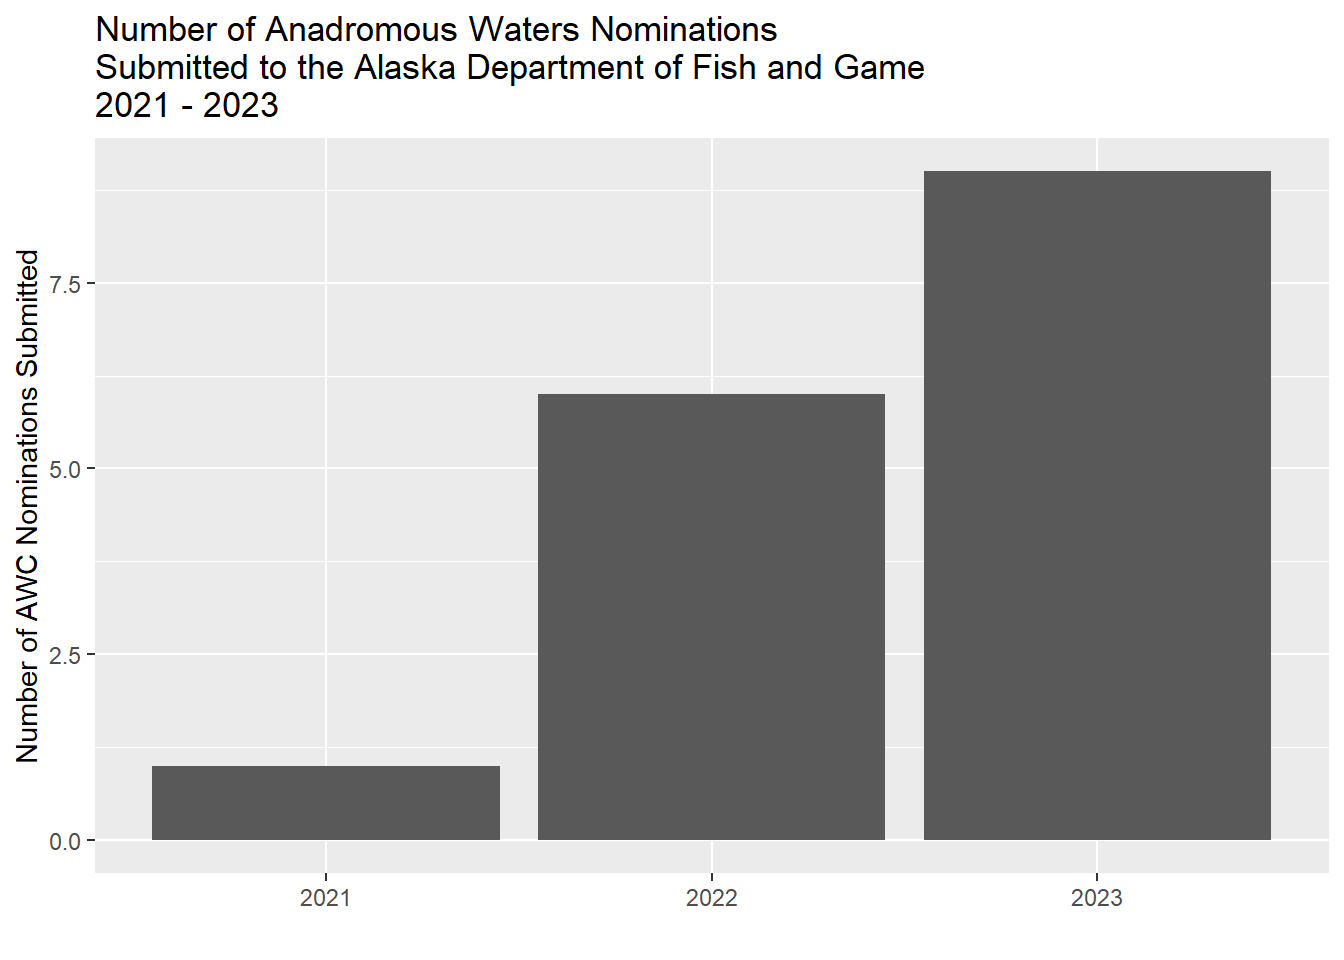 Number of Anadromous Waters Nominations
Submitted to the Alaska Department of Fish and Game
2021 - 2023
Number of AWC Nominations Submitted
7.5
5.0
2.5
0.0
2021
2022
2023